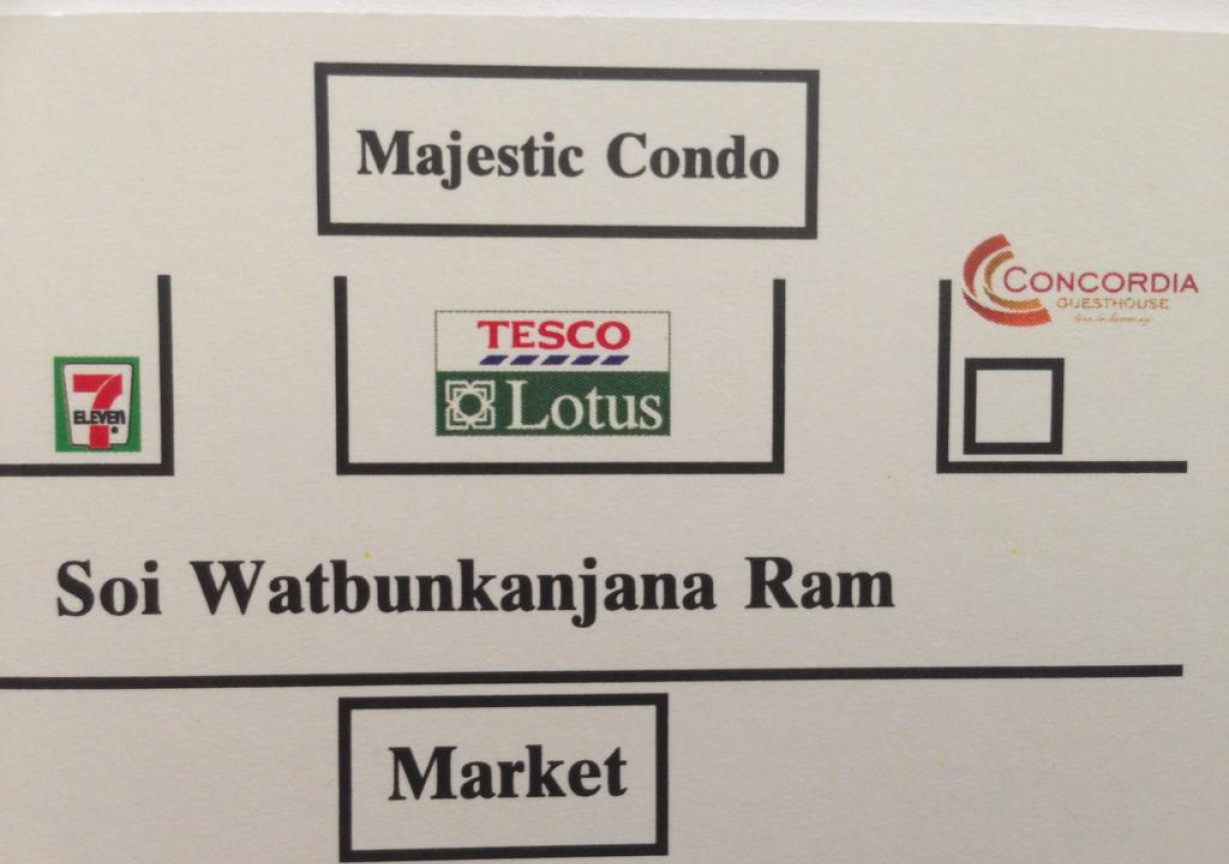 Majestic Condo
CONCORDIA
GUESTHOUSE
TESCO
Lotus
7
ELEVEN
Soi Watbunkanjana Ram
Market